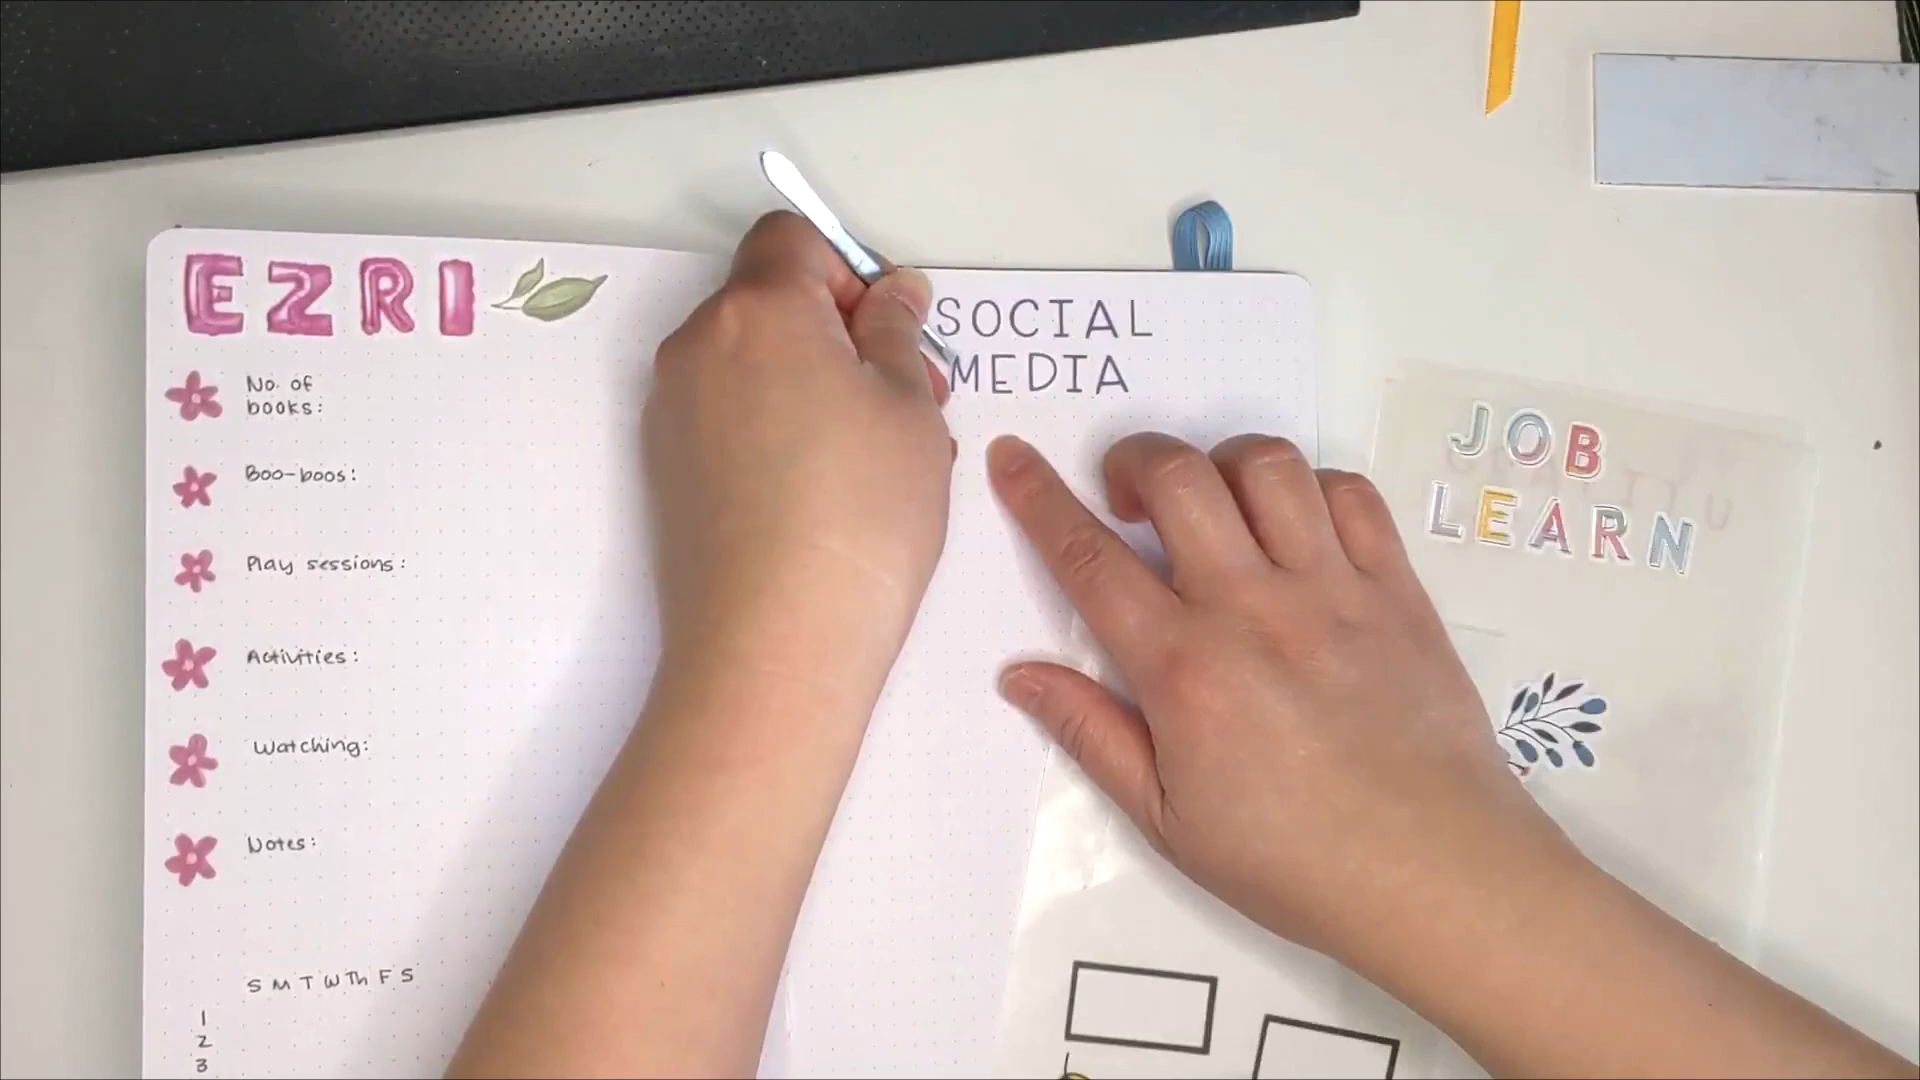 EZRI
No. of
books:
Boo-boos:
Play sessions:
Activities:
Watching:
Notes:
S M T W Th F S
1
2
3
SOCIAL
MEDIA
JOB
LEARN